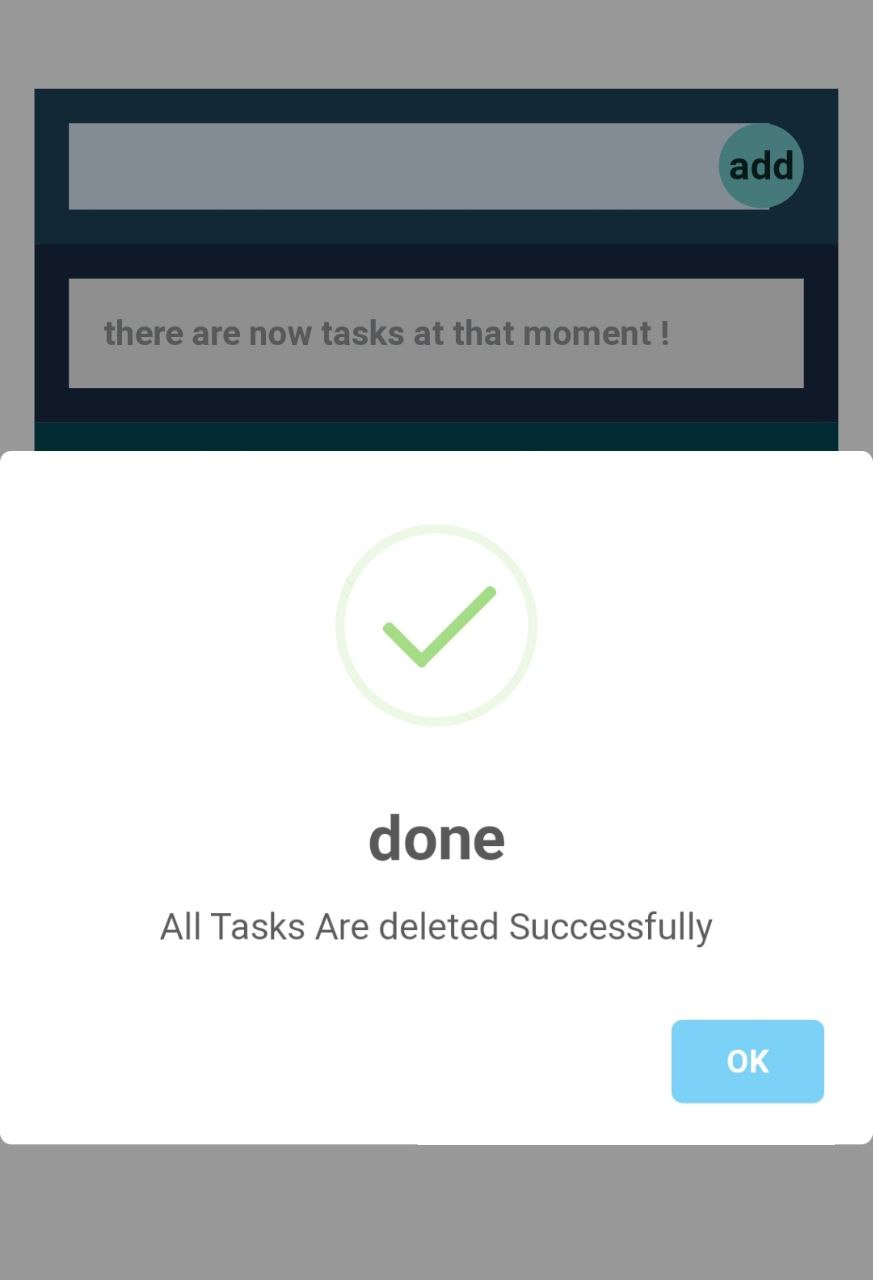 add
there are now tasks at that moment !
done
All Tasks Are deleted Successfully
OK